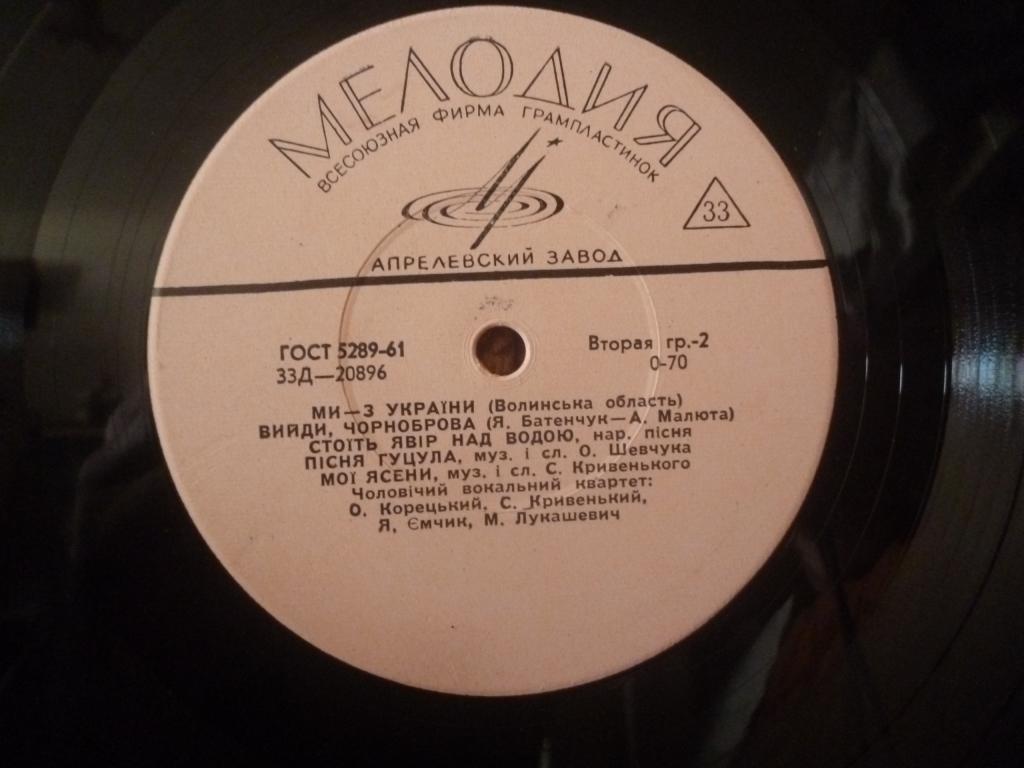 МЕЛОДИЯ
ВСЕСОЮЗНАЯ ФИРМА ГРАМПЛАСТИНОК
33
АПРЕЛЕВСКИЙ ЗАВОД
ГОСТ 5289-61
Вторая гр.-2
33Д—20896
0-70
МИ—З УКРАЇНИ (Волинська область)
ВИЙДИ, ЧОРНОБРОВА (Я. Батенчук—А. Малюта)
СТОЇТЬ ЯВІР НАД ВОДОЮ, нар. пісня
ПІСНЯ ГУЦУЛА, муз. і сл. О. Шевчука
МОЇ ЯСЕНИ, муз. і сл. С. Кривенького
Чоловічий вокальний квартет:
О. Корецький, С. Кривенький,
Я, Ємчик, М. Лукашевич